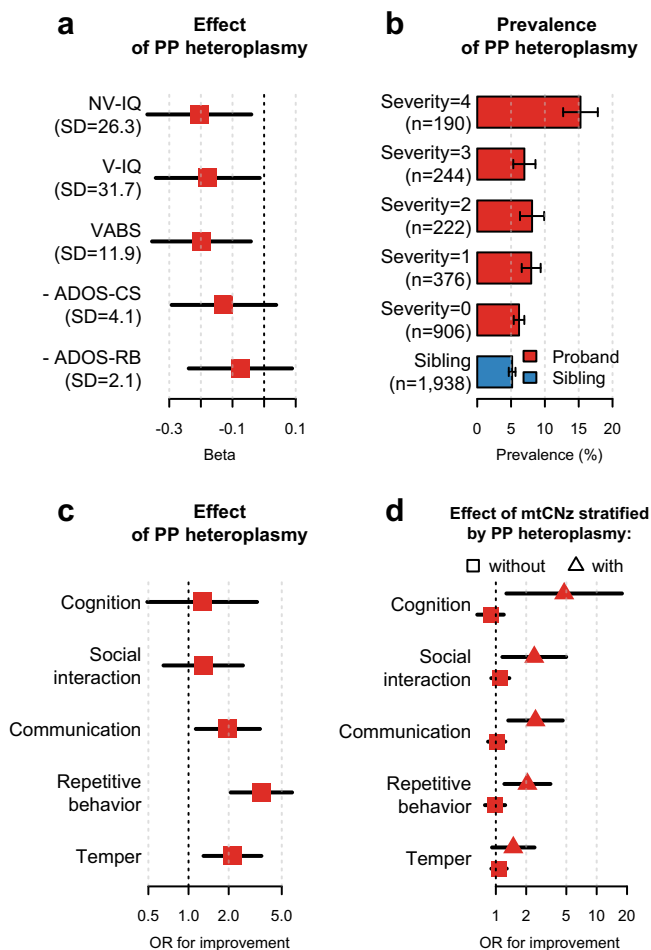 a
Effect
of PP heteroplasmy
NV-IQ
(SD=26.3)
V-IQ
(SD=31.7)
VABS
(SD=11.9)
- ADOS-CS
(SD=4.1)
- ADOS-RB
(SD=2.1)
-0.3 -0.1 0.1
Beta
b
Prevalence
of PP heteroplasmy
Severity=4
(n=190)
Severity=3
(n=244)
Severity=2
(n=222)
Severity=1
(n=376)
Severity=0
(n=906)
Sibling
(n=1,938)
Proband
Sibling
0 5 10 15 20
Prevalence (%)
c
Effect
of PP heteroplasmy
Cognition
Social
interaction
Communication
Repetitive
behavior
Temper
0.5 1.0 2.0 5.0
OR for improvement
d
Effect of mtCNz stratified
by PP heteroplasmy:
without with
Cognition
Social
interaction
Communication
Repetitive
behavior
Temper
1 2 5 10 20
OR for improvement